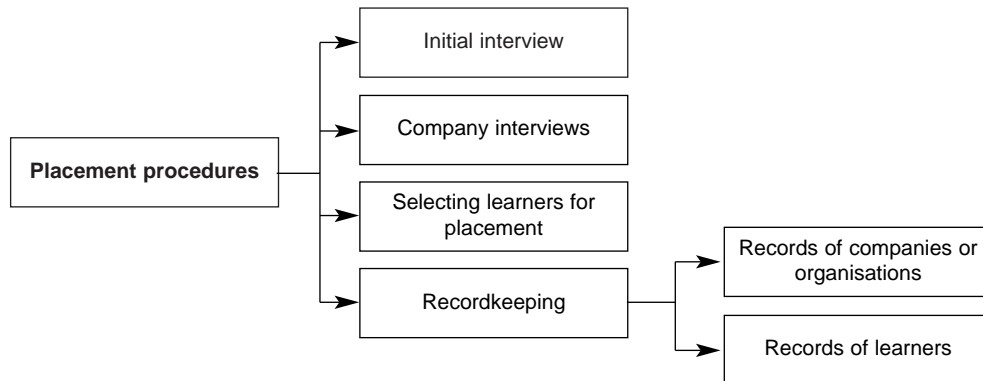 Initial interview
Company interviews
Placement procedures
Selecting learners for
placement
Recordkeeping
Records of companies or
organisations
Records of learners